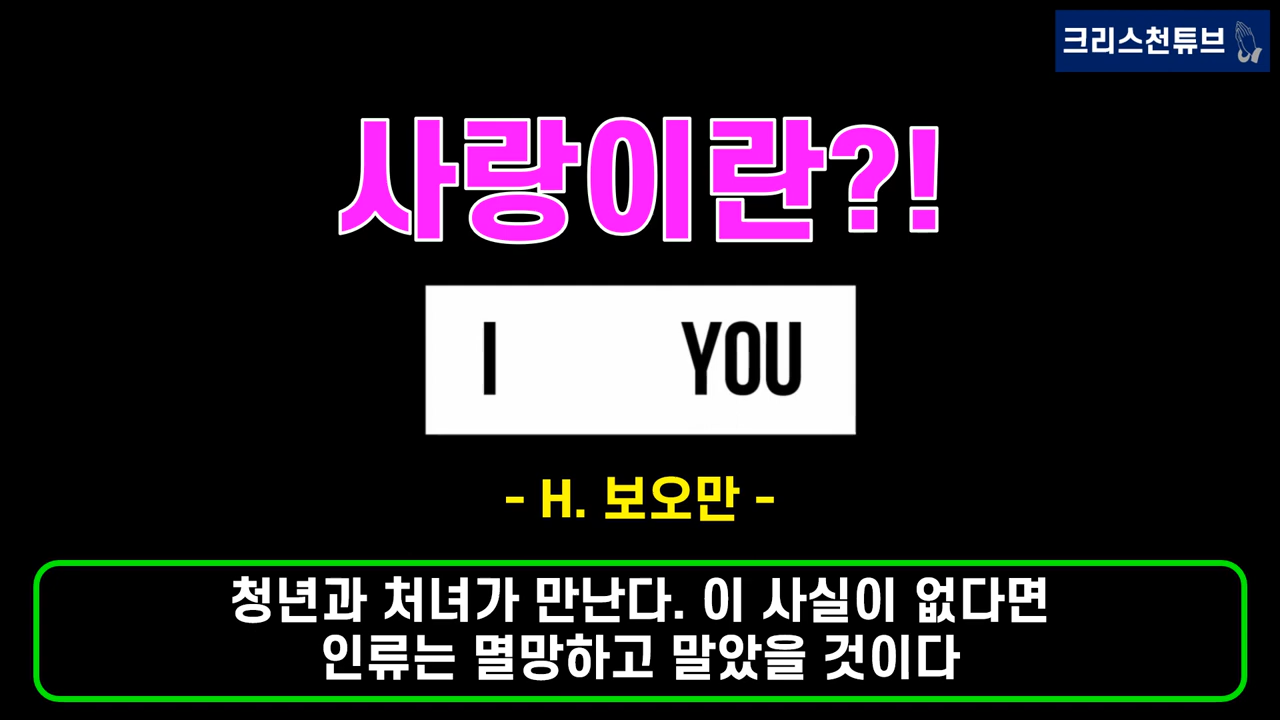 크리스천튜브
사랑이란?!
I YOU
- H. 보오만 -
청년과 처녀가 만난다. 이 사실이 없다면
인류는 멸망하고 말았을 것이다